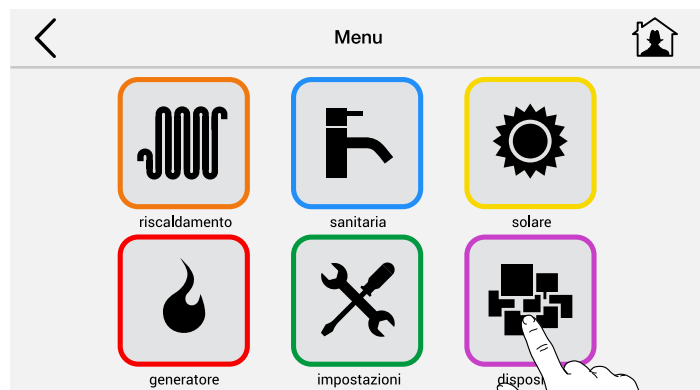 Menu
riscaldamento sanitaria solare
generatore impostazioni